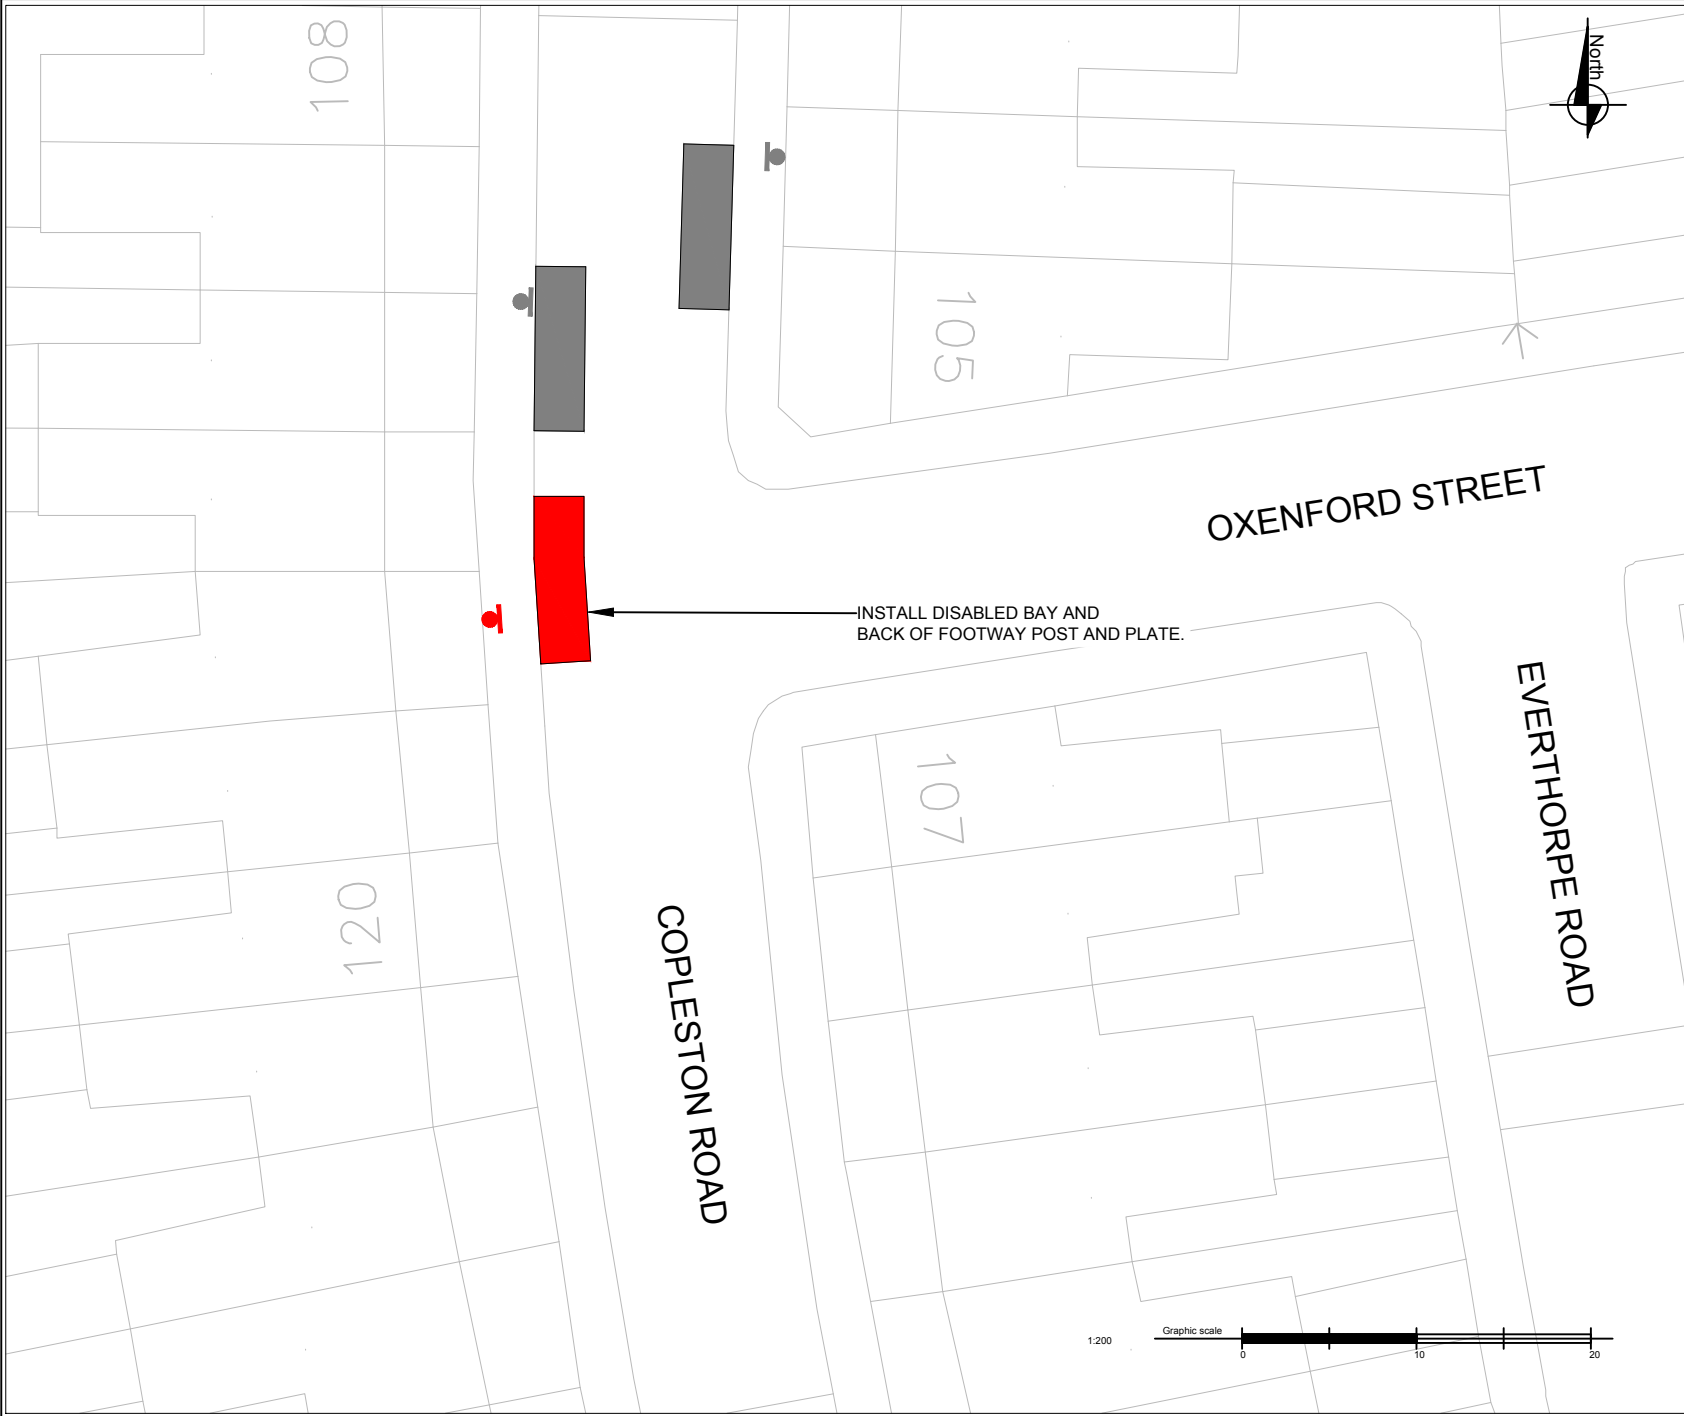 108
North
105
OXENFORD STREET
INSTALL DISABLED BAY AND
BACK OF FOOTWAY POST AND PLATE.
EVERTHORPE ROAD
107
120
COPLESTON ROAD
1:200
Graphic scale
0 10 20